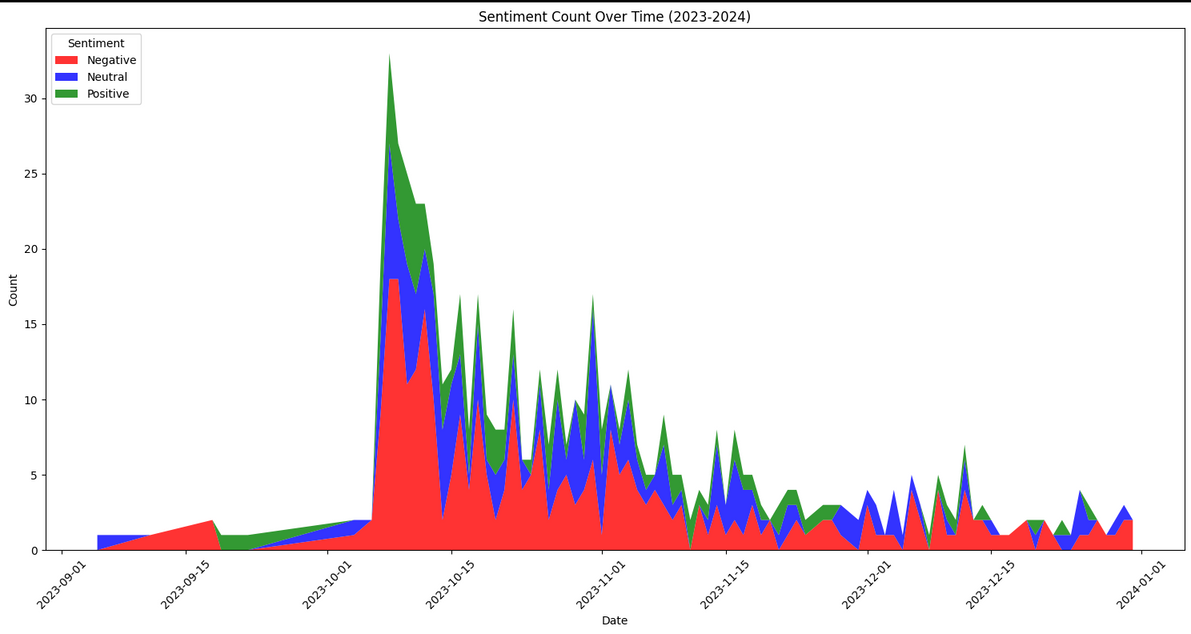 Sentiment Count Over Time (2023-2024)
Sentiment
Negative
Neutral
Positive
30
25
20
15
10
5
0
Count
2023-09-01
2023-09-15
2023-10-01
2023-10-15
2023-11-01
2023-11-15
2023-12-01
2023-12-15
2024-01-01
Date